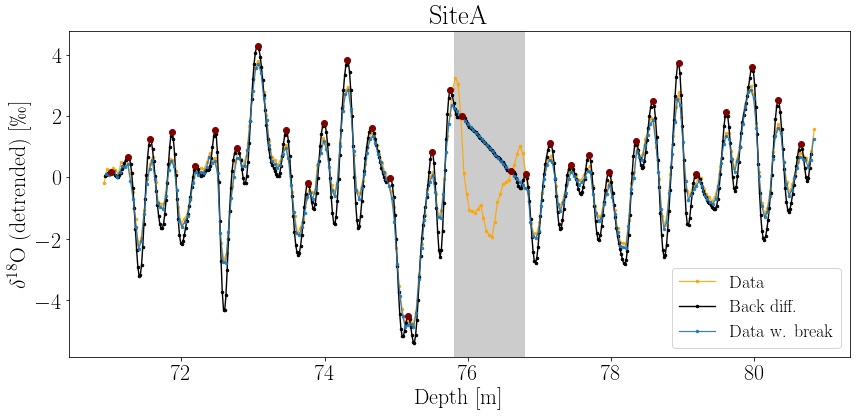 SiteA
4
2
0
−2
−4
δ¹⁸O (detrended) [‰]
Data
Back diff.
Data w. break
72 74 76 78 80
Depth [m]